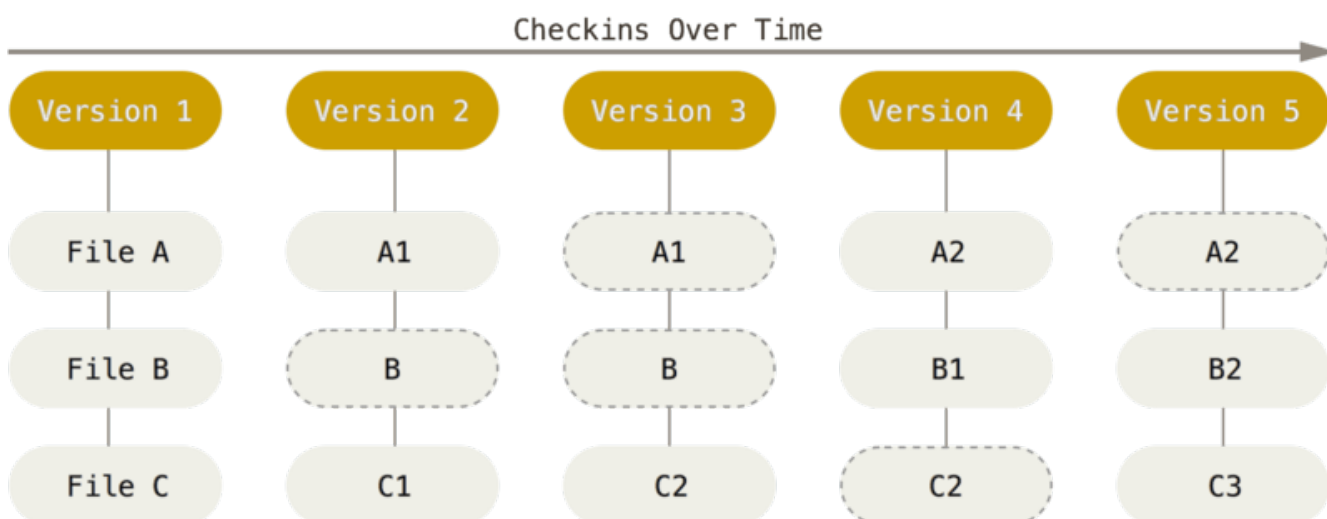 Checkins Over Time
Version 1 Version 2 Version 3 Version 4 Version 5
File A A1 A1 A2 A2
File B B B B1 B2
File C C1 C2 C2 C3